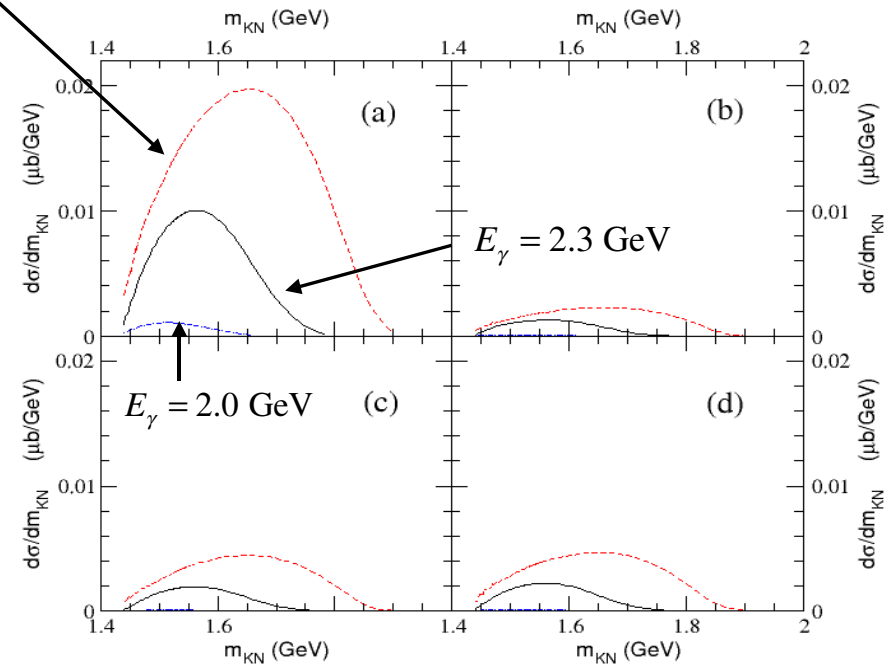 m_KN (GeV) m_KN (GeV)
1.4 1.6 1.4 1.6 1.8 2
dσ/dm_KN (μb/GeV) 0.02 (a) (b) 0.02 dσ/dm_KN (μb/GeV)
0.01 0.01
E_γ = 2.3 GeV
0 0
dσ/dm_KN (μb/GeV) 0.02 0.02 dσ/dm_KN (μb/GeV)
E_γ = 2.0 GeV (c) (d)
0.01 0.01
0 0
1.4 1.6 1.4 1.6 1.8 2
m_KN (GeV) m_KN (GeV)